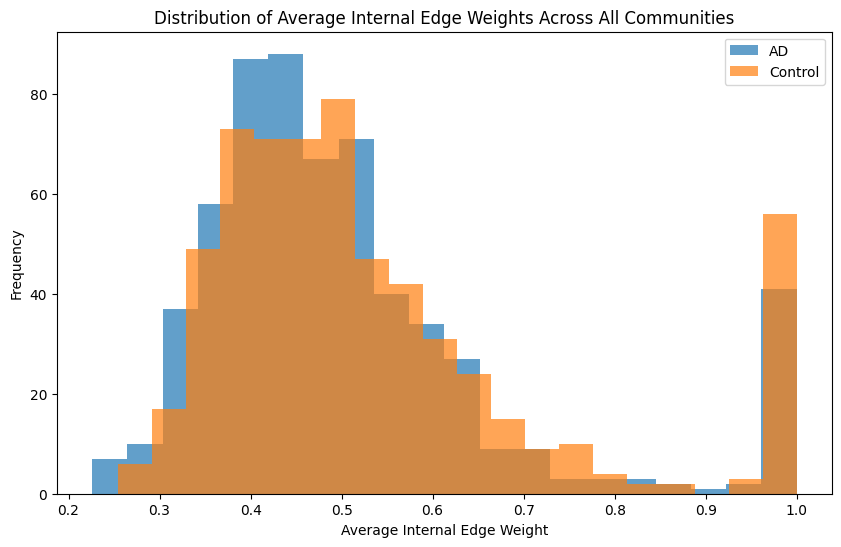 Distribution of Average Internal Edge Weights Across All Communities
AD
Control
Frequency
80
60
40
20
0
0.2 0.3 0.4 0.5 0.6 0.7 0.8 0.9 1.0
Average Internal Edge Weight